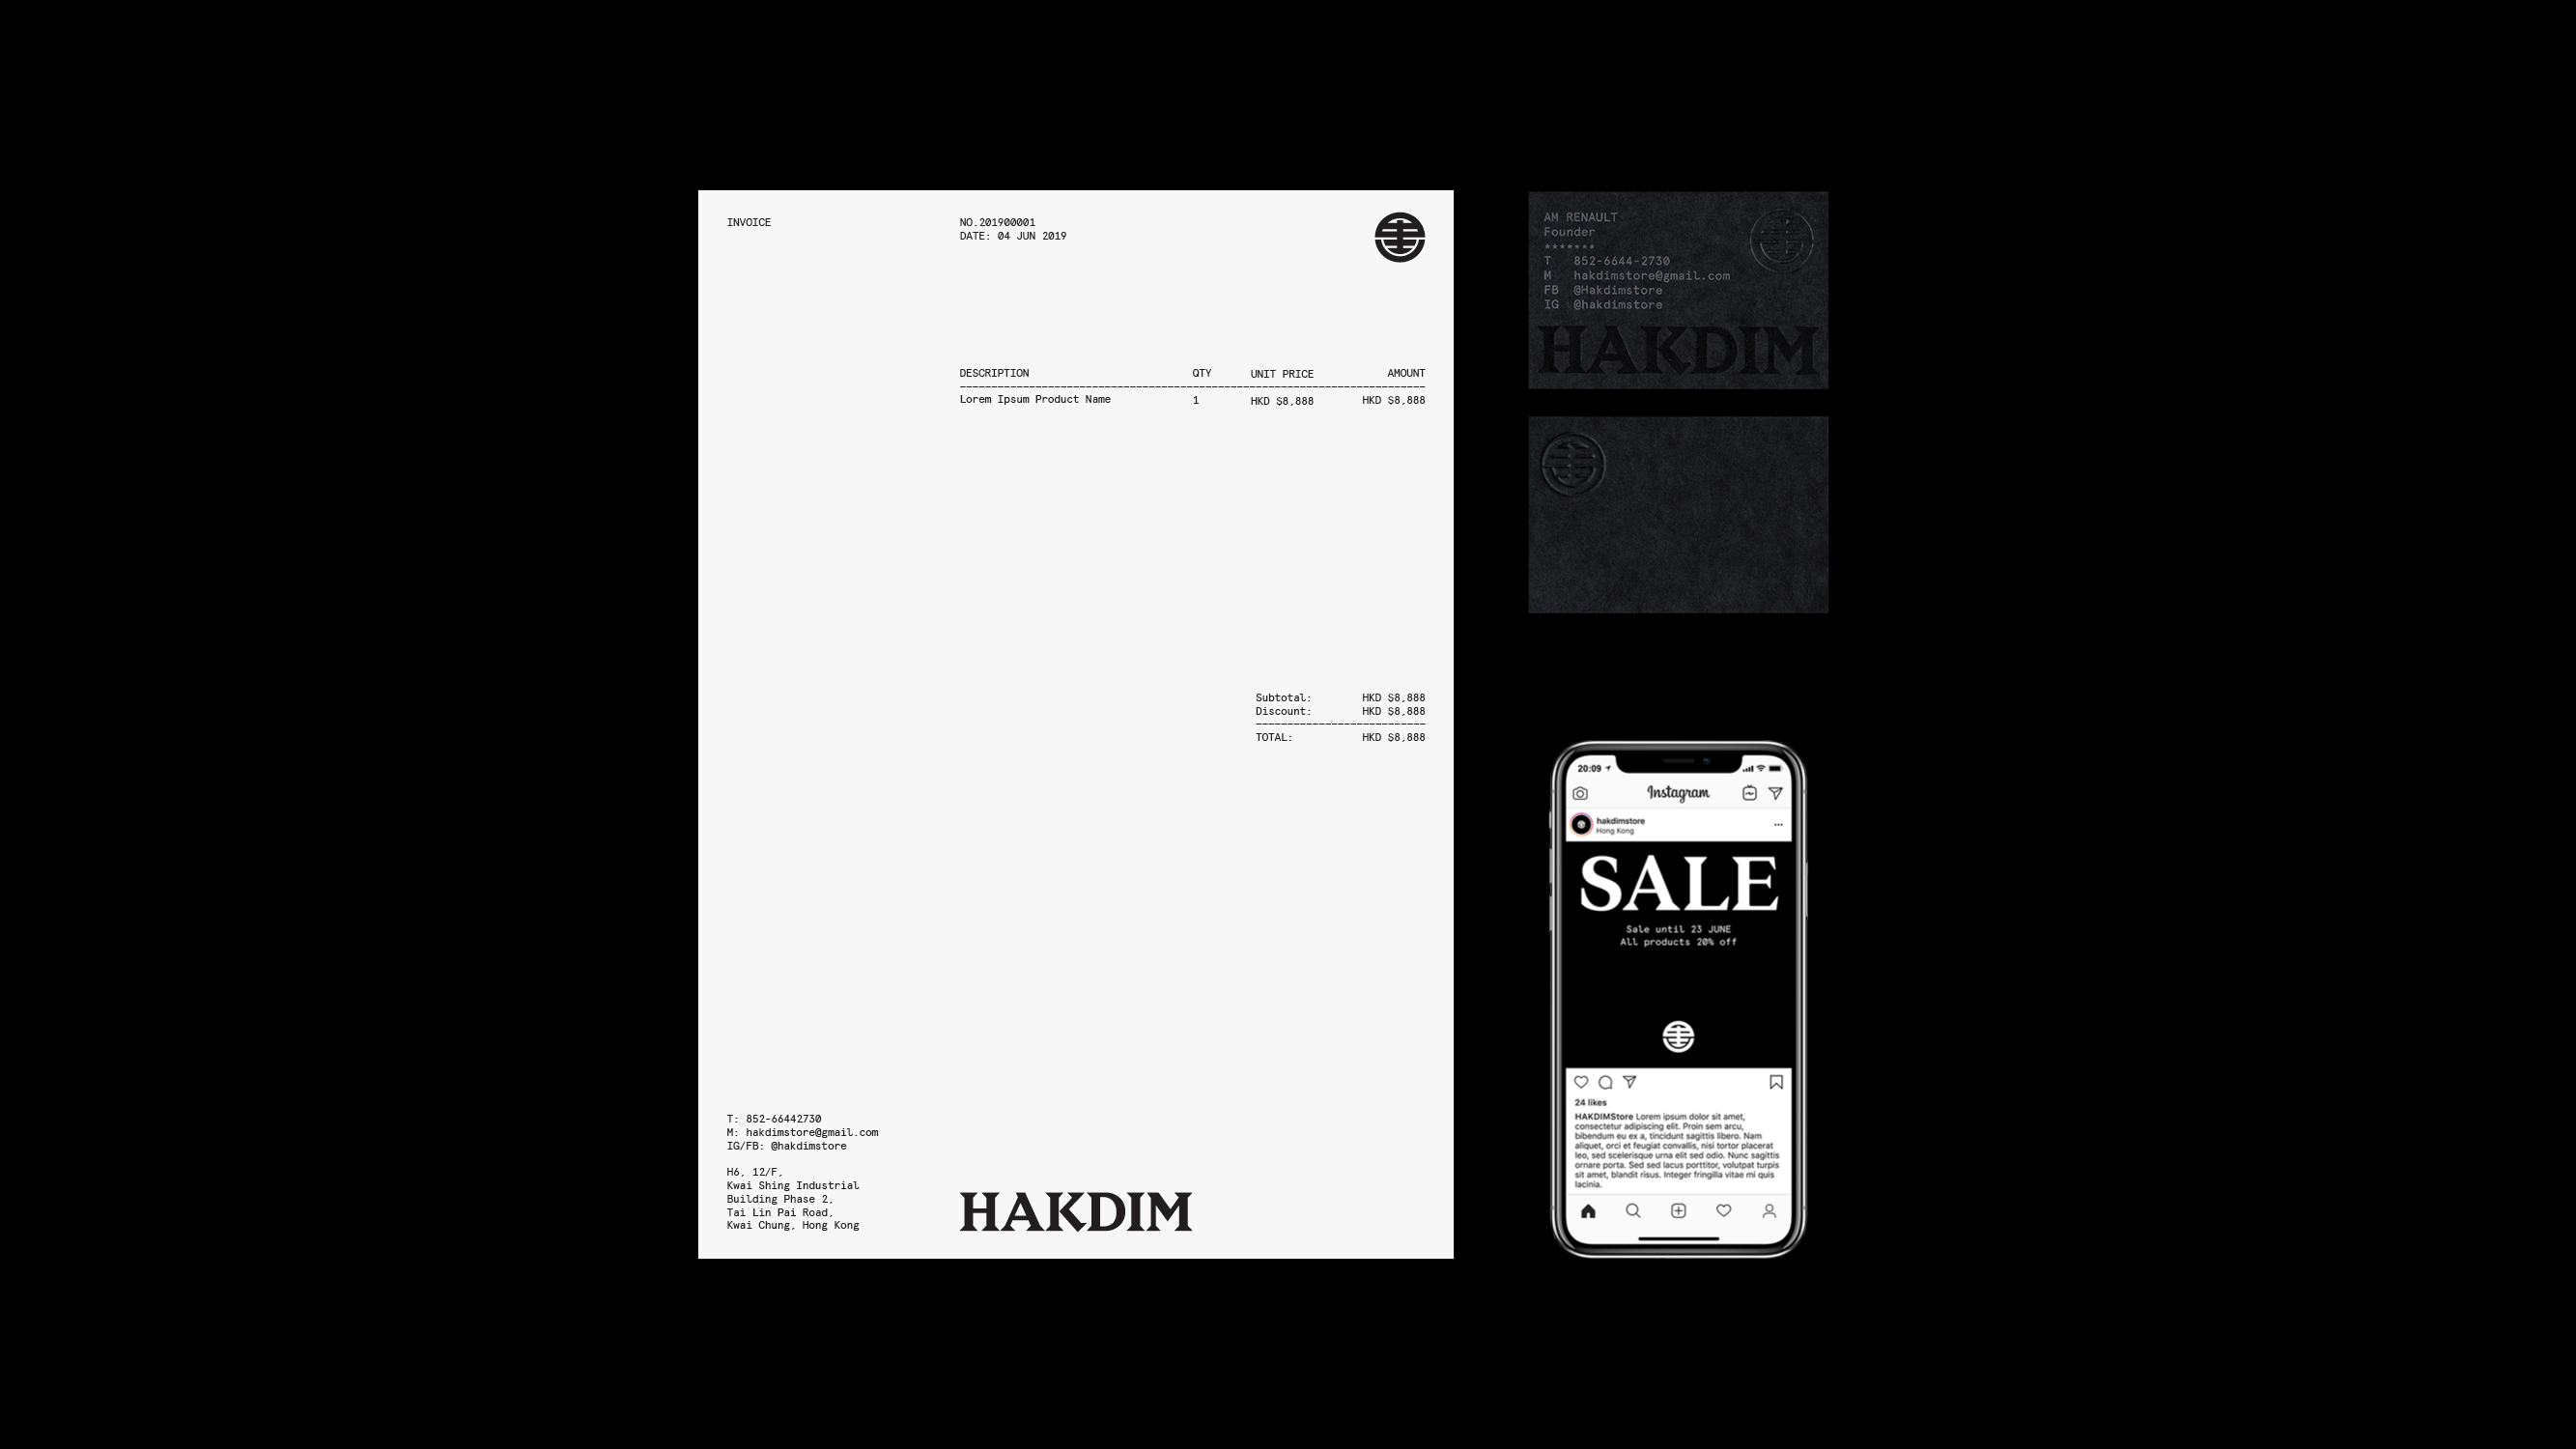 INVOICE
NO.201900001
DATE: 04 JUN 2019
DESCRIPTION QTY UNIT PRICE AMOUNT
Lorem Ipsum Product Name 1 HKD $8,888 HKD $8,888
Subtotal: HKD $8,888
Discount: HKD $8,888
TOTAL: HKD $8,888
T: 852-66442730
M: hakdimstore@gmail.com
IG/FB: @hakdimstore
H6, 12/F,
Kwai Shing Industrial
Building Phase 2,
Tai Lin Pai Road,
Kwai Chung, Hong Kong
HAKDIM
AM RENAULT
Founder
*******
T 852-6644-2730
M hakdimstore@gmail.com
FB @Hakdimstore
IG @hakdimstore
HAKDIM
20:09
Instagram
hakdimstore
Hong Kong
SALE
Sale until 23 JUNE
All products 20% off
24 likes
HAKDIMStore Lorem ipsum dolor sit amet,
consectetur adipiscing elit. Proin sem arcu,
bibendum eu ex a, tincidunt sagittis libero. Nam
aliquet, orci et feugiat convallis, nisi tortor placerat
leo, sed scelerisque urna elit sed odio. Nunc sagittis
ornare porta. Sed sed lacus porttitor, volutpat turpis
sit amet, blandit risus. Integer fringilla vitae mi quis
lacinia.